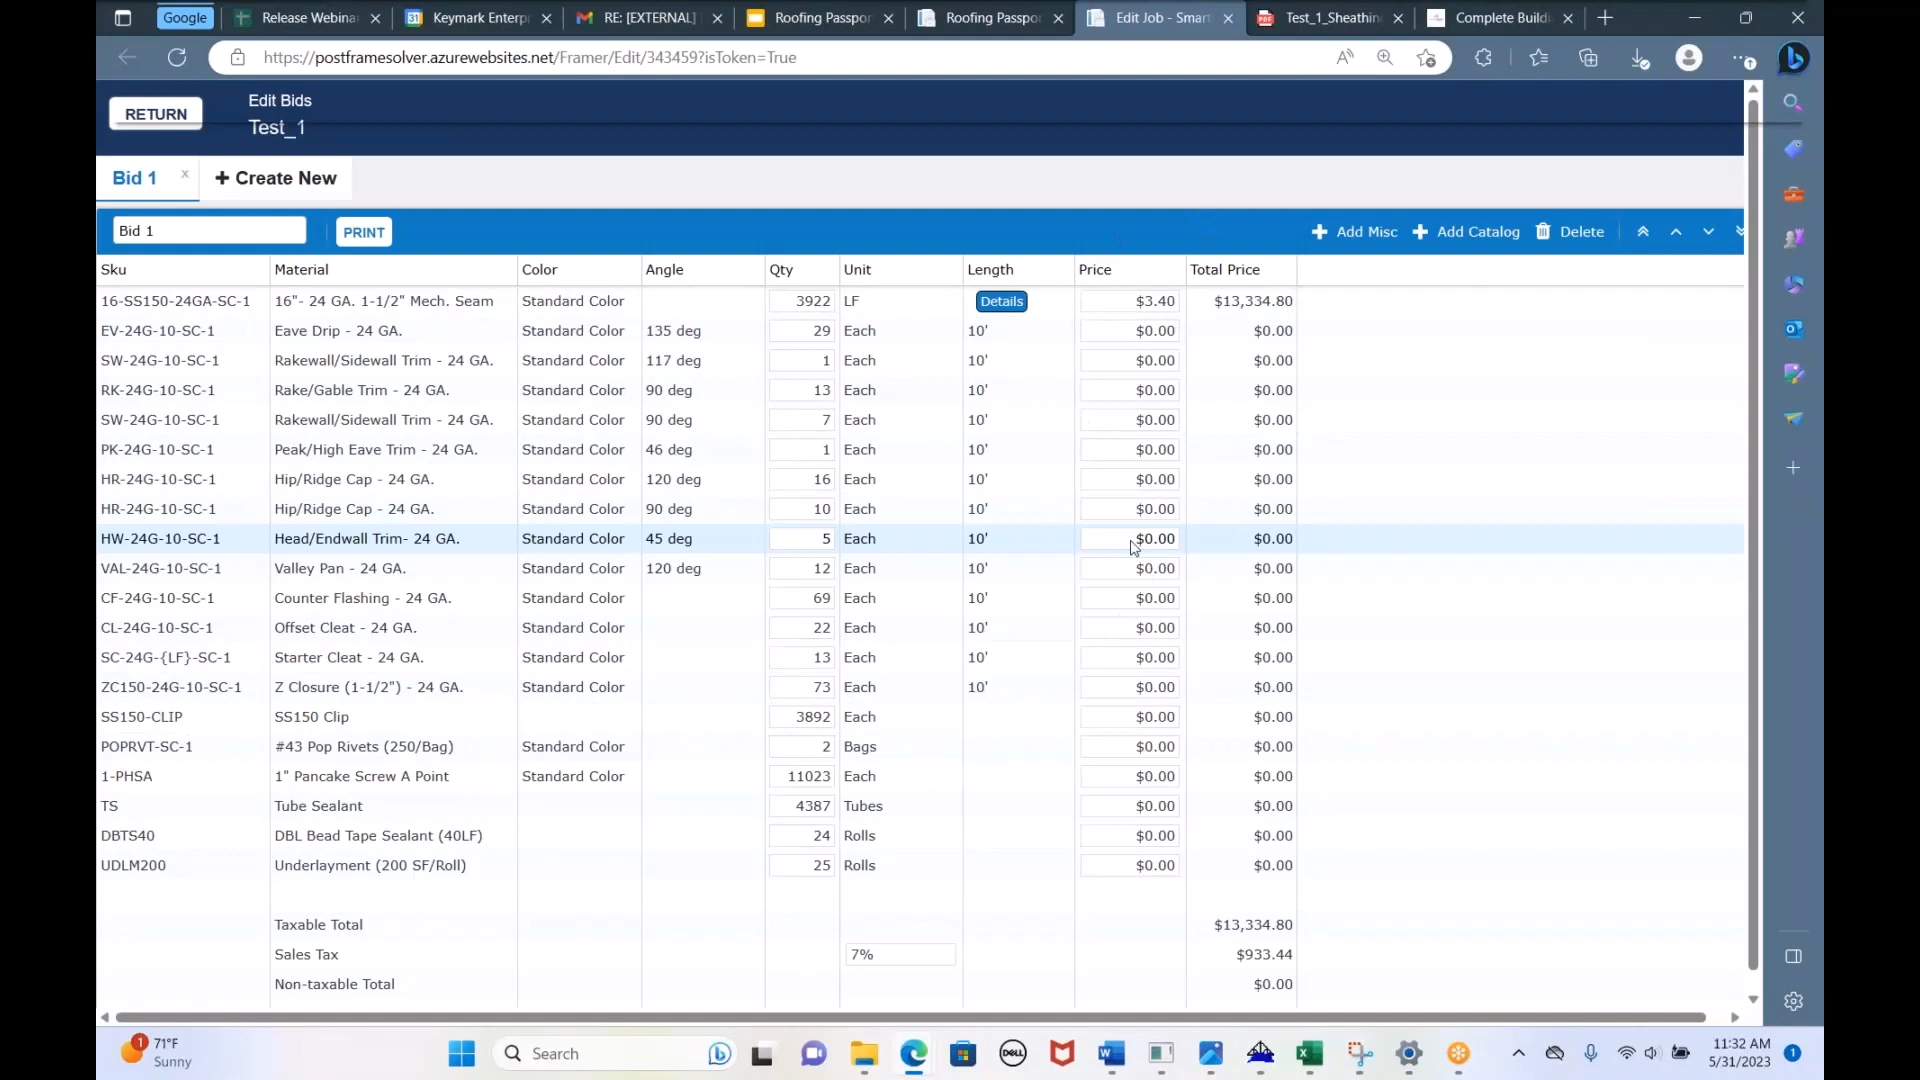 Google
Release Webina
Keymark Enterp
RE: [EXTERNAL]
Roofing Passpo
Roofing Passpo
Edit Job - Smar
Test_1_Sheathin
Complete Buildi
https://postframesolver.azurewebsites.net/Framer/Edit/343459?isToken=True
RETURN
Edit Bids
Test_1
Bid 1 x
+ Create New
Bid 1
PRINT
Add Misc
Add Catalog
Delete
Sku Material Color Angle Qty Unit Length Price Total Price
16-SS150-24GA-SC-1 16"- 24 GA. 1-1/2" Mech. Seam Standard Color 3922 LF Details $3.40 $13,334.80
EV-24G-10-SC-1 Eave Drip - 24 GA. Standard Color 135 deg 29 Each 10' $0.00 $0.00
SW-24G-10-SC-1 Rakewall/Sidewall Trim - 24 GA. Standard Color 117 deg 1 Each 10' $0.00 $0.00
RK-24G-10-SC-1 Rake/Gable Trim - 24 GA. Standard Color 90 deg 13 Each 10' $0.00 $0.00
SW-24G-10-SC-1 Rakewall/Sidewall Trim - 24 GA. Standard Color 90 deg 7 Each 10' $0.00 $0.00
PK-24G-10-SC-1 Peak/High Eave Trim - 24 GA. Standard Color 46 deg 1 Each 10' $0.00 $0.00
HR-24G-10-SC-1 Hip/Ridge Cap - 24 GA. Standard Color 120 deg 16 Each 10' $0.00 $0.00
HR-24G-10-SC-1 Hip/Ridge Cap - 24 GA. Standard Color 90 deg 10 Each 10' $0.00 $0.00
HW-24G-10-SC-1 Head/Endwall Trim- 24 GA. Standard Color 45 deg 5 Each 10' $0.00 $0.00
VAL-24G-10-SC-1 Valley Pan - 24 GA. Standard Color 120 deg 12 Each 10' $0.00 $0.00
CF-24G-10-SC-1 Counter Flashing - 24 GA. Standard Color 69 Each 10' $0.00 $0.00
CL-24G-10-SC-1 Offset Cleat - 24 GA. Standard Color 22 Each 10' $0.00 $0.00
SC-24G-{LF}-SC-1 Starter Cleat - 24 GA. Standard Color 13 Each 10' $0.00 $0.00
ZC150-24G-10-SC-1 Z Closure (1-1/2") - 24 GA. Standard Color 73 Each 10' $0.00 $0.00
SS150-CLIP SS150 Clip 3892 Each $0.00 $0.00
POPRVT-SC-1 #43 Pop Rivets (250/Bag) Standard Color 2 Bags $0.00 $0.00
1-PHSA 1" Pancake Screw A Point Standard Color 11023 Each $0.00 $0.00
TS Tube Sealant 4387 Tubes $0.00 $0.00
DBTS40 DBL Bead Tape Sealant (40LF) 24 Rolls $0.00 $0.00
UDLM200 Underlayment (200 SF/Roll) 25 Rolls $0.00 $0.00
Taxable Total $13,334.80
Sales Tax 7% $933.44
Non-taxable Total $0.00
71°F
Sunny
Search
11:32 AM
5/31/2023